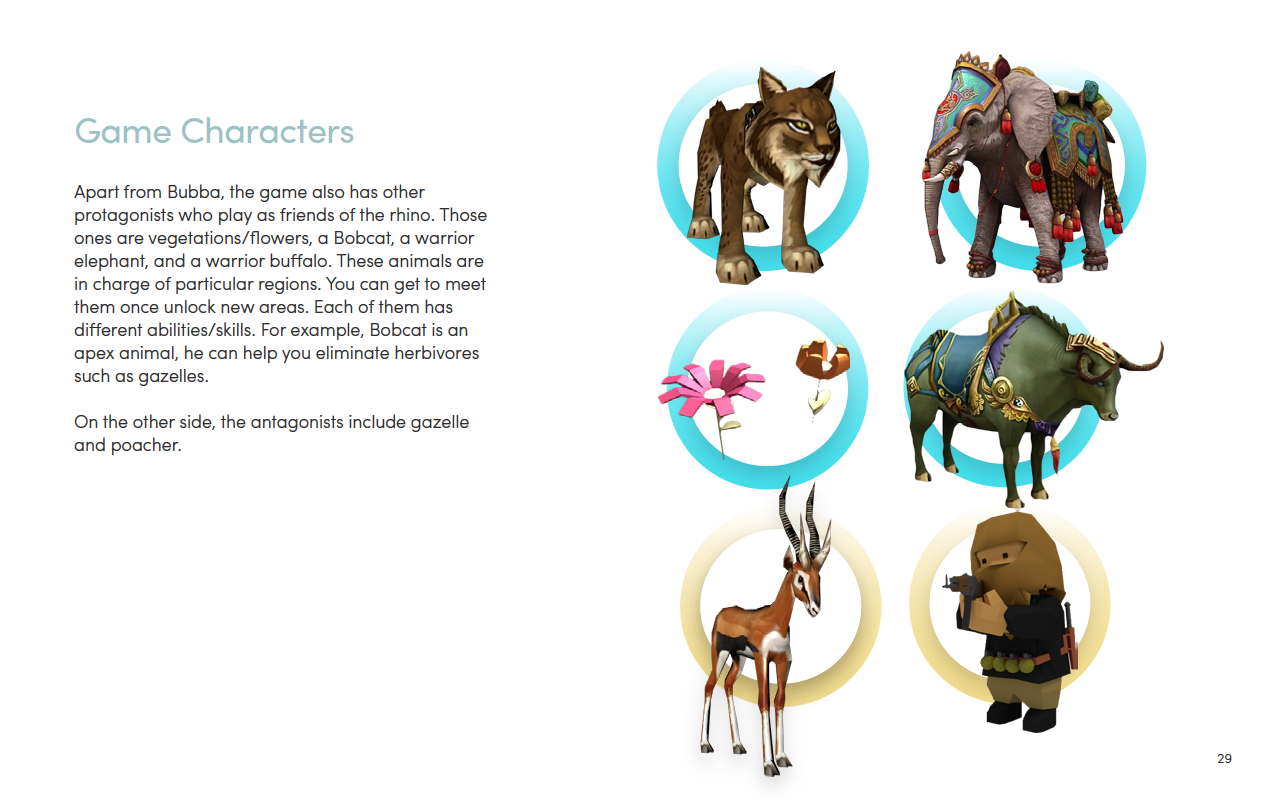 Game Characters
Apart from Bubba, the game also has other
protagonists who play as friends of the rhino. Those
ones are vegetations/flowers, a Bobcat, a warrior
elephant, and a warrior buffalo. These animals are
in charge of particular regions. You can get to meet
them once unlock new areas. Each of them has
different abilities/skills. For example, Bobcat is an
apex animal, he can help you eliminate herbivores
such as gazelles.
On the other side, the antagonists include gazelle
and poacher.
29